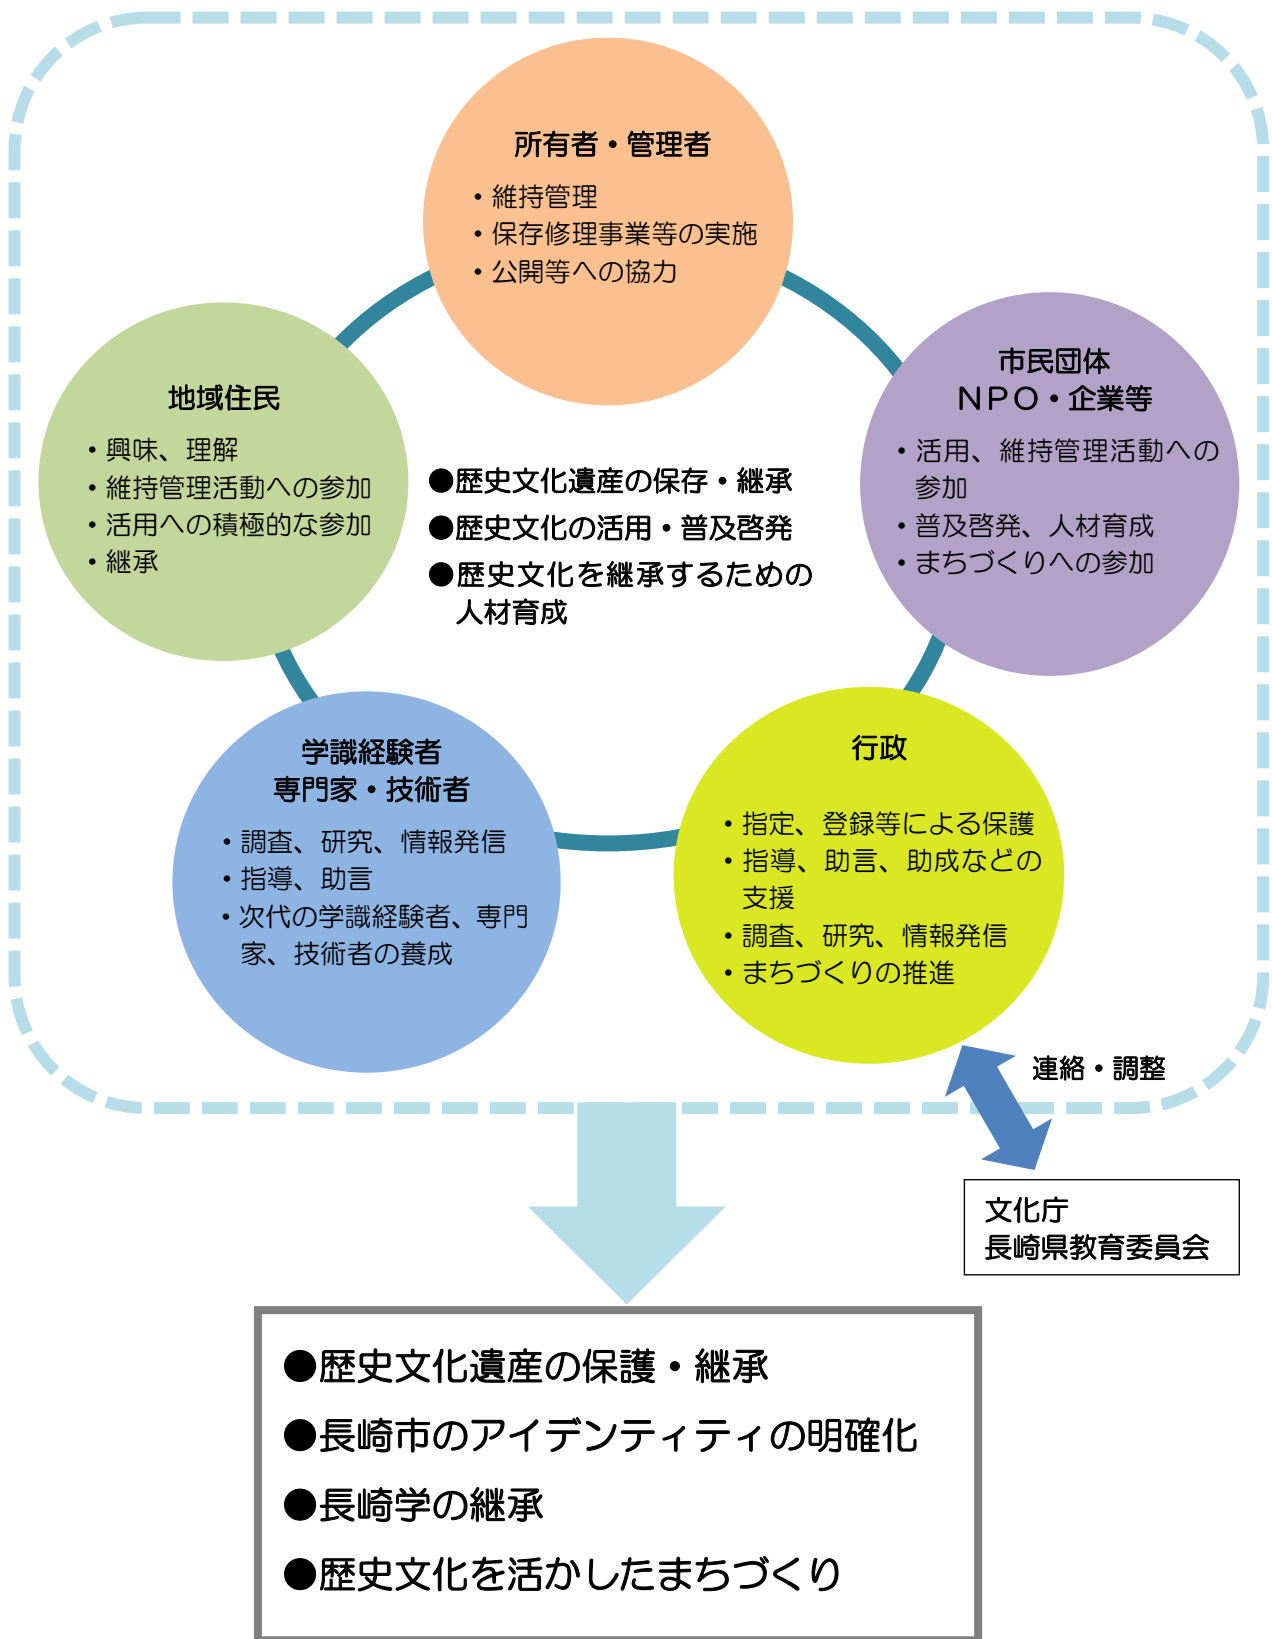 所有者・管理者
・維持管理
・保存修理事業等の実施
・公開等への協力
地域住民
・興味、理解
・維持管理活動への参加
・活用への積極的な参加
・継承
市民団体
ＮＰＯ・企業等
・活用、維持管理活動への
参加
・普及啓発、人材育成
・まちづくりへの参加
●歴史文化遺産の保存・継承
●歴史文化の活用・普及啓発
●歴史文化を継承するための
人材育成
学識経験者
専門家・技術者
・調査、研究、情報発信
・指導、助言
・次代の学識経験者、専門
家、技術者の養成
行政
・指定、登録等による保護
・指導、助言、助成などの
支援
・調査、研究、情報発信
・まちづくりの推進
連絡・調整
文化庁
長崎県教育委員会
●歴史文化遺産の保護・継承
●長崎市のアイデンティティの明確化
●長崎学の継承
●歴史文化を活かしたまちづくり